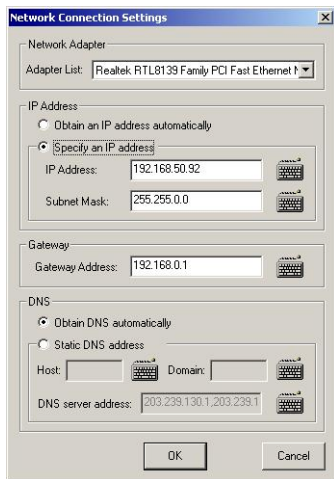 Network Connection Settings
Network Adapter
Adapter List: Realtek RTL8139 Family PCI Fast Ethernet N
IP Address
Obtain an IP address automatically
Specify an IP address
IP Address: 192.168.50.92
Subnet Mask: 255.255.0.0
Gateway
Gateway Address: 192.168.0.1
DNS
Obtain DNS automatically
Static DNS address
Host: Domain:
DNS server address: 203.239.130.1,203.239.1
OK Cancel